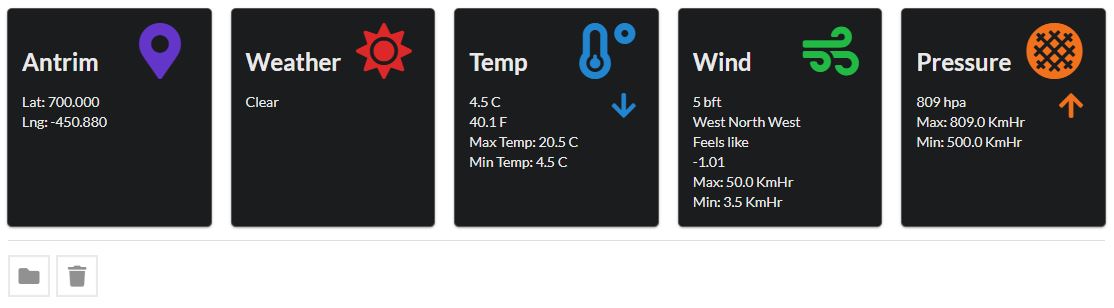 Antrim
Lat: 700.000
Lng: -450.880
Weather
Clear
Temp
4.5 C
40.1 F
Max Temp: 20.5 C
Min Temp: 4.5 C
Wind
5 bft
West North West
Feels like
-1.01
Max: 50.0 KmHr
Min: 3.5 KmHr
Pressure
809 hpa
Max: 809.0 KmHr
Min: 500.0 KmHr